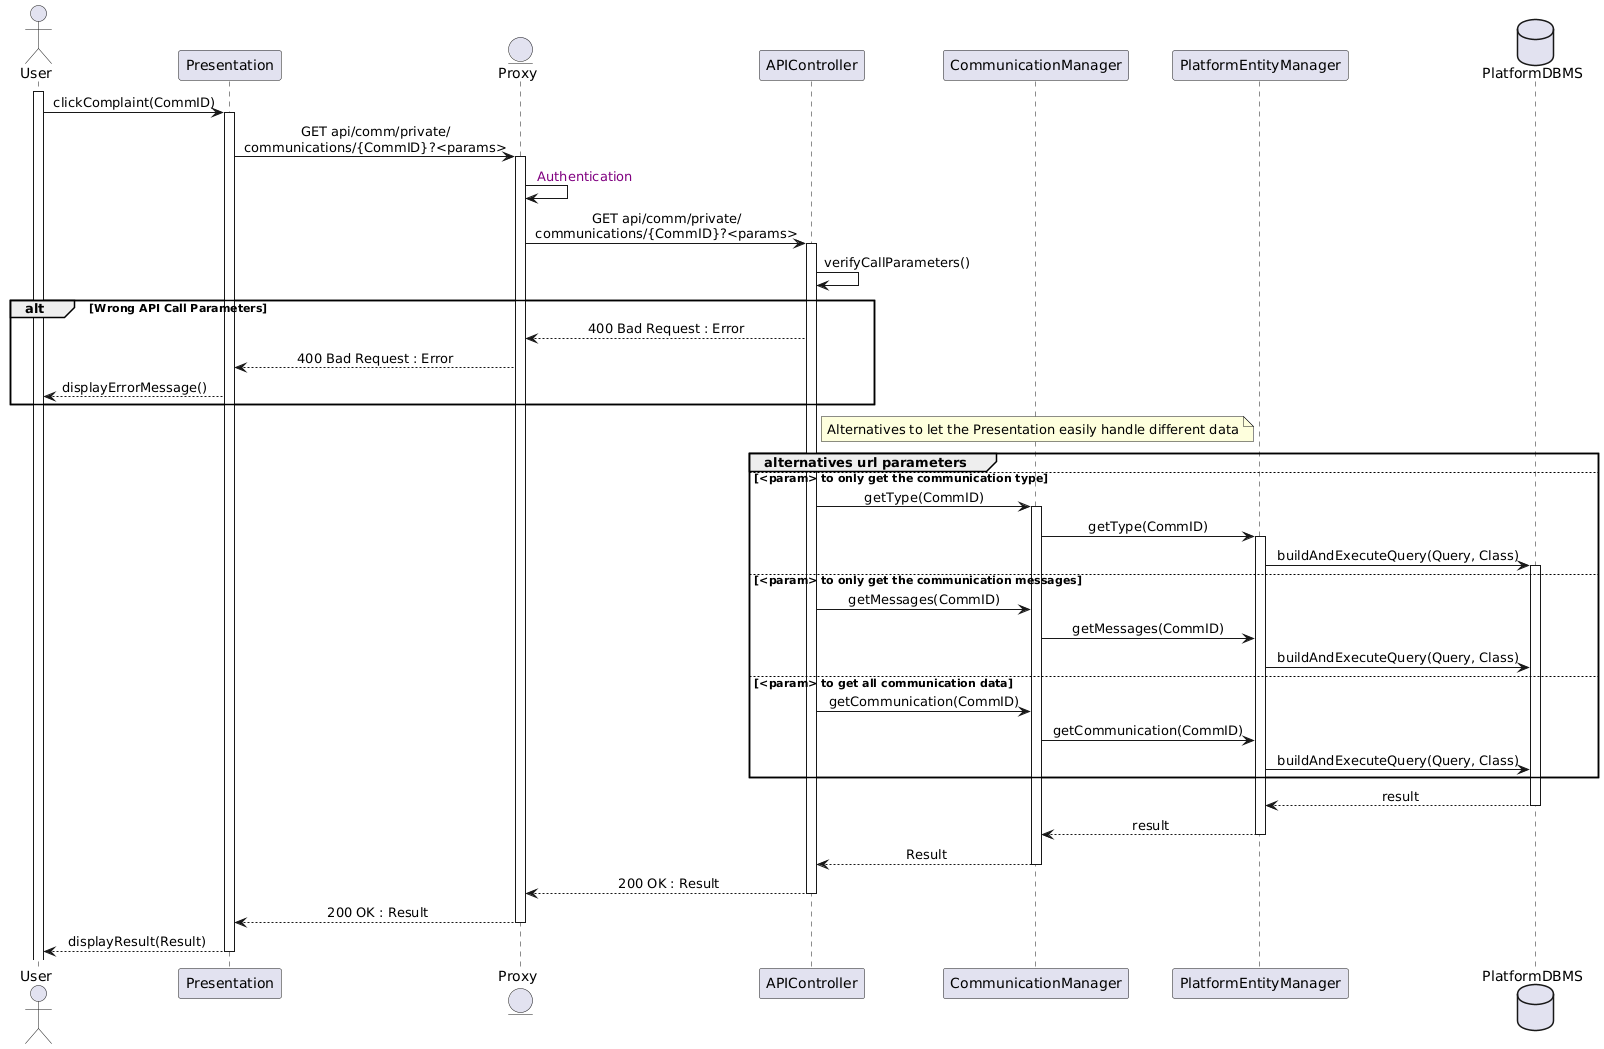 User
Presentation
Proxy
APIController
CommunicationManager
PlatformEntityManager
PlatformDBMS
clickComplaint(CommID)
GET api/comm/private/
communications/{CommID}?<params>
Authentication
GET api/comm/private/
communications/{CommID}?<params>
verifyCallParameters()
alt
[Wrong API Call Parameters]
400 Bad Request : Error
400 Bad Request : Error
displayErrorMessage()
Alternatives to let the Presentation easily handle different data
alternatives url parameters
[<param> to only get the communication type]
getType(CommID)
getType(CommID)
buildAndExecuteQuery(Query, Class)
[<param> to only get the communication messages]
getMessages(CommID)
getMessages(CommID)
buildAndExecuteQuery(Query, Class)
[<param> to get all communication data]
getCommunication(CommID)
getCommunication(CommID)
buildAndExecuteQuery(Query, Class)
result
result
Result
200 OK : Result
200 OK : Result
displayResult(Result)
User
Presentation
Proxy
APIController
CommunicationManager
PlatformEntityManager
PlatformDBMS